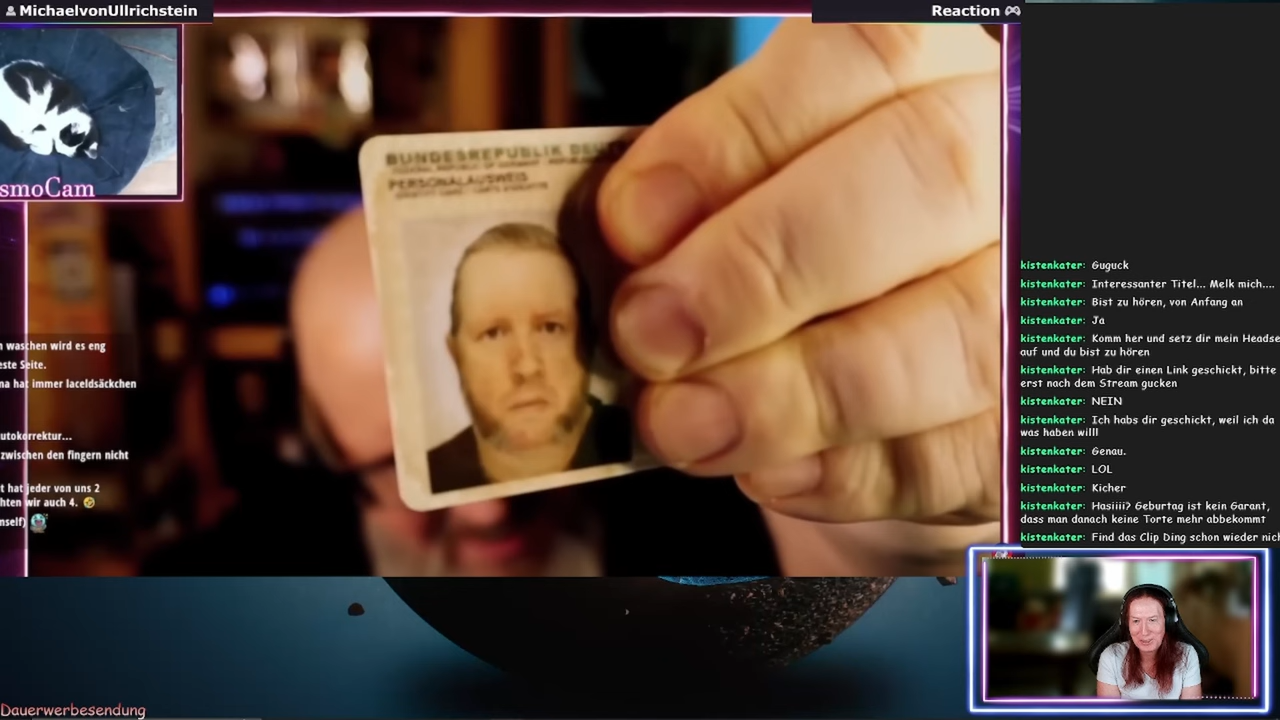 MichaelvonUllrichstein
Reaction
smoCam
BUNDESREPUBLIK DEU
FEDERAL REPUBLIC OF GERMANY
PERSONALAUSWEIS
n waschen wird es eng
este Seite.
na hat immer laceldsäckchen
utokorrektur...
zwischen den fingern nicht
t hat jeder von uns 2
hten wir auch 4. 🤣
nself)
kistenkater: Guguck
kistenkater: Interessanter Titel... Melk mich....
kistenkater: Bist zu hören, von Anfang an
kistenkater: Ja
kistenkater: Komm her und setz dir mein Headse
auf und du bist zu hören
kistenkater: Hab dir einen Link geschickt, bitte
erst nach dem Stream gucken
kistenkater: NEIN
kistenkater: Ich habs dir geschickt, weil ich da
was haben will!
kistenkater: Genau.
kistenkater: LOL
kistenkater: Kicher
kistenkater: Hasiiii? Geburtag ist kein Garant,
dass man danach keine Torte mehr abbekommt
kistenkater: Find das Clip Ding schon wieder nich
Dauerwerbesendung